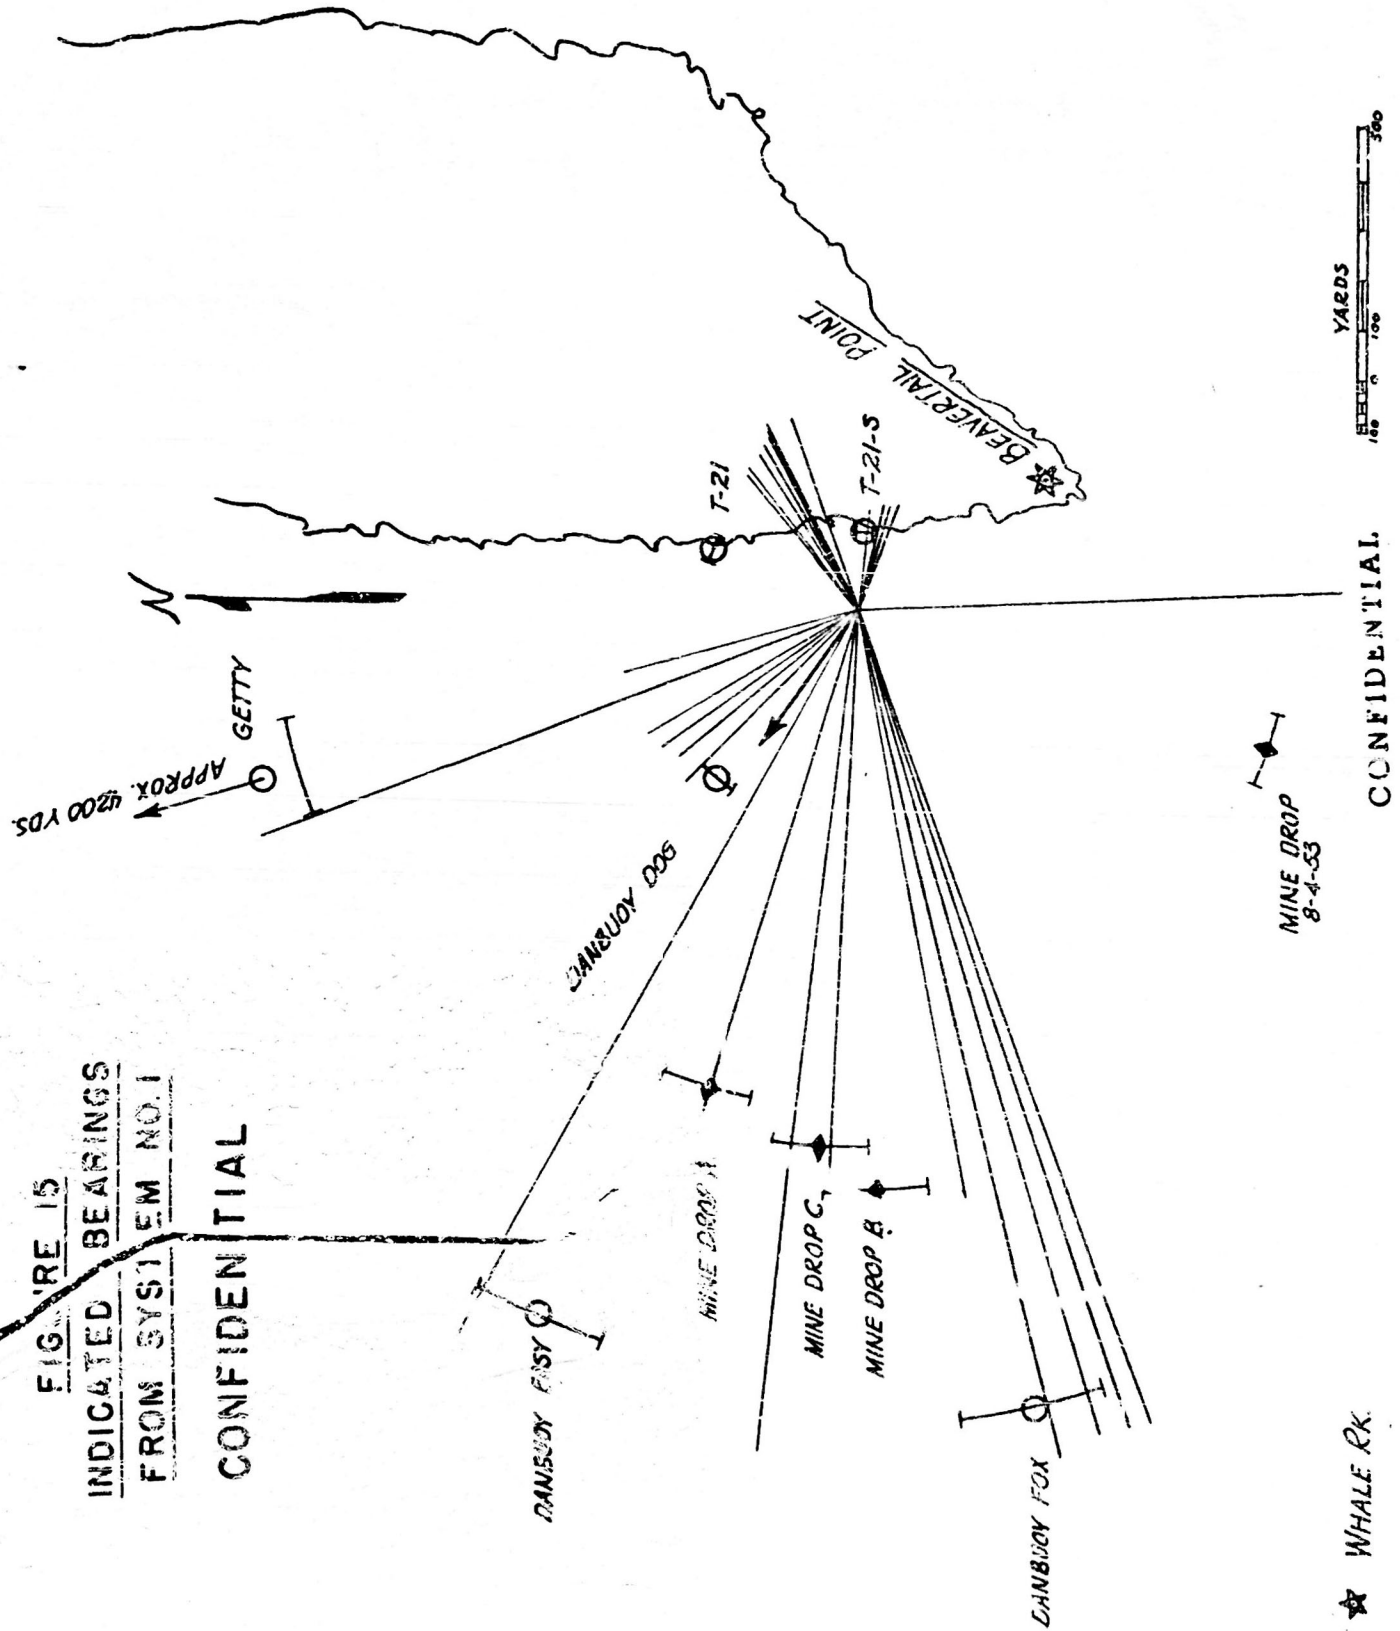 FIGURE 15
INDICATED BEARINGS
FROM SYSTEM NO. 1
CONFIDENTIAL
N
APPROX. 4200 YDS.
GETTY
DANBUOY DOG
DANBUOY EASY
MINE DROP A
MINE DROP C
MINE DROP B
DANBUOY FOX
WHALE RK.
MINE DROP
8-4-53
T-21
T-21-S
BEAVERTAIL POINT
YARDS
100 0 100 500
CONFIDENTIAL